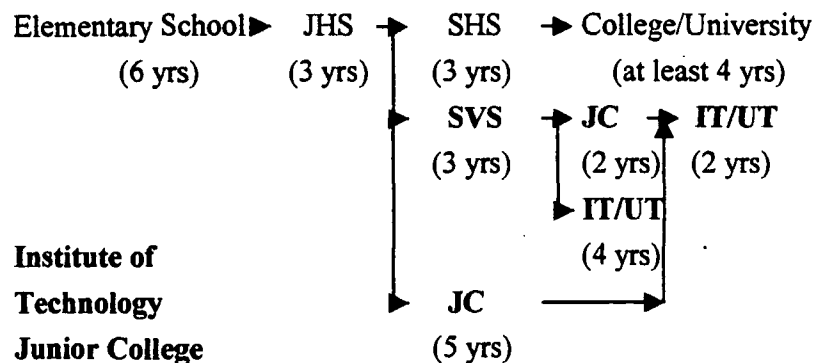 Elementary School JHS SHS College/University
(6 yrs) (3 yrs) (3 yrs) (at least 4 yrs)
SVS JC IT/UT
(3 yrs) (2 yrs) (2 yrs)
IT/UT
Institute of (4 yrs)
Technology JC
Junior College (5 yrs)